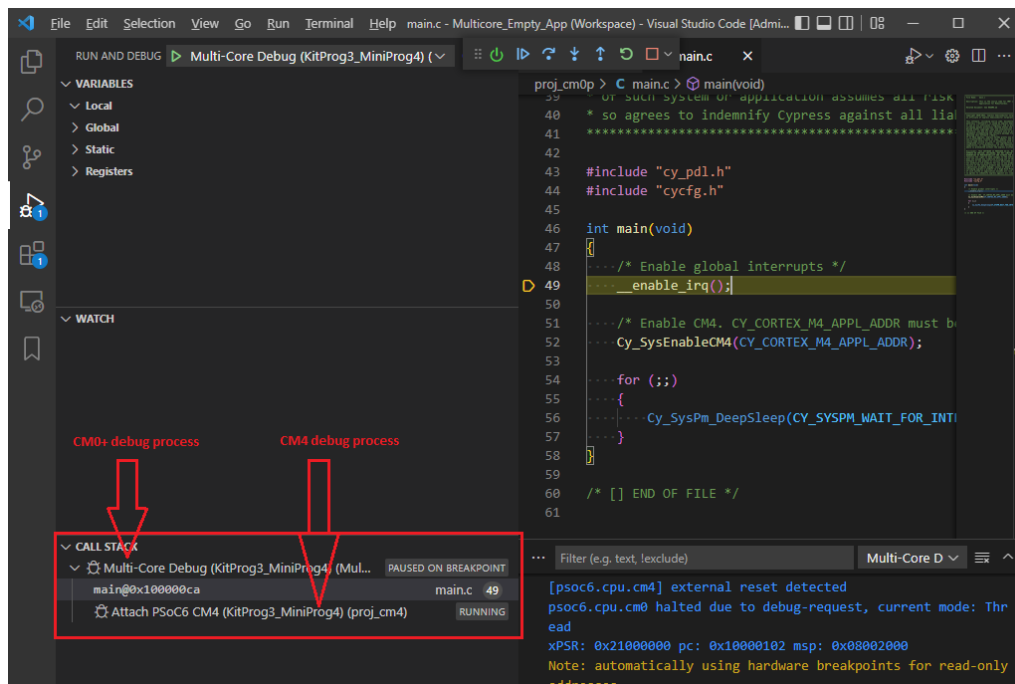 File Edit Selection View Go Run Terminal Help main.c - Multicore_Empty_App (Workspace) - Visual Studio Code [Admi...
RUN AND DEBUG Multi-Core Debug (KitProg3_MiniProg4) (
main.c
VARIABLES
Local
Global
Static
Registers
WATCH
CM0+ debug process
CM4 debug process
CALL STACK
Multi-Core Debug (KitProg3_MiniProg4) (Mul... PAUSED ON BREAKPOINT
main@0x100000ca main.c 49
Attach PSoC6 CM4 (KitProg3_MiniProg4) (proj_cm4) RUNNING
1
1
proj_cm0p > C main.c > main(void)
39 * of such system or application assumes all risk
40 * so agrees to indemnify Cypress against all lia
41 ************************************************
42
43 #include "cy_pdl.h"
44 #include "cycfg.h"
45
46 int main(void)
47 {
48 ····/* Enable global interrupts */
49 ····__enable_irq();
50
51 ····/* Enable CM4. CY_CORTEX_M4_APPL_ADDR must b
52 ····Cy_SysEnableCM4(CY_CORTEX_M4_APPL_ADDR);
53
54 ····for (;;)
55 ····{
56 ········Cy_SysPm_DeepSleep(CY_SYSPM_WAIT_FOR_INT
57 ····}
58 }
59
60 /* [] END OF FILE */
61
··· Filter (e.g. text, !exclude) Multi-Core D
[psoc6.cpu.cm4] external reset detected
psoc6.cpu.cm0 halted due to debug-request, current mode: Thr
ead
xPSR: 0x21000000 pc: 0x10000102 msp: 0x08002000
Note: automatically using hardware breakpoints for read-only
addresses.